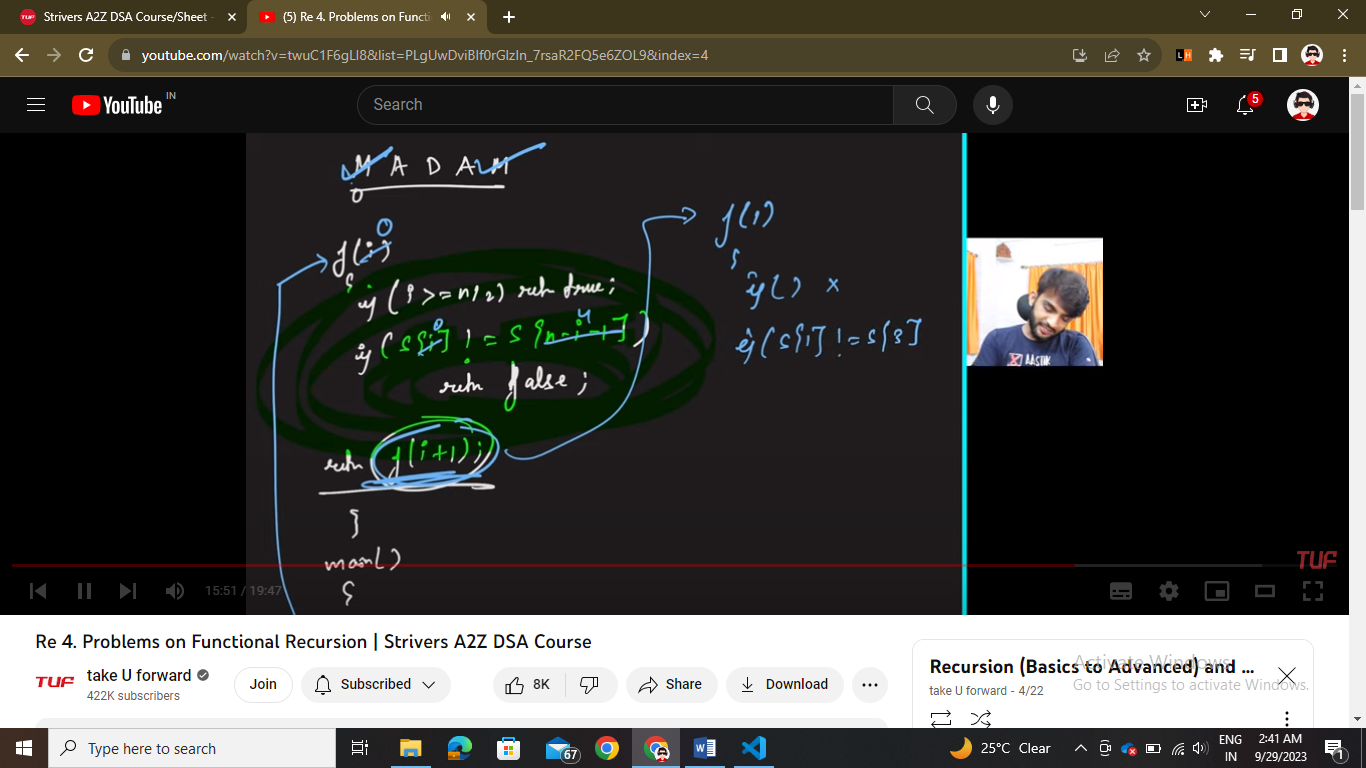 Strivers A2Z DSA Course/Sheet -
(5) Re 4. Problems on Functi
youtube.com/watch?v=twuC1F6gLI8&list=PLgUwDviBIf0rGlzIn_7rsaR2FQ5e6ZOL9&index=4
YouTube IN
Search
5
M A D A M
0
f(i) 0
{
if (i >= n/2) return true;
if (S[i] != S[n-i-1])
0 4
return false;
return f(i+1);
}
main()
{
f(1)
{
if() x
if(S[1] != S[3]
TUF
15:51 / 19:47
Re 4. Problems on Functional Recursion | Strivers A2Z DSA Course
TUF
take U forward
422K subscribers
Join
Subscribed
8K
Share
Download
Recursion (Basics to Advanced) and ...
take U forward - 4/22
Activate Windows
Go to Settings to activate Windows.
Type here to search
67
25°C Clear
ENG
IN
2:41 AM
9/29/2023
1